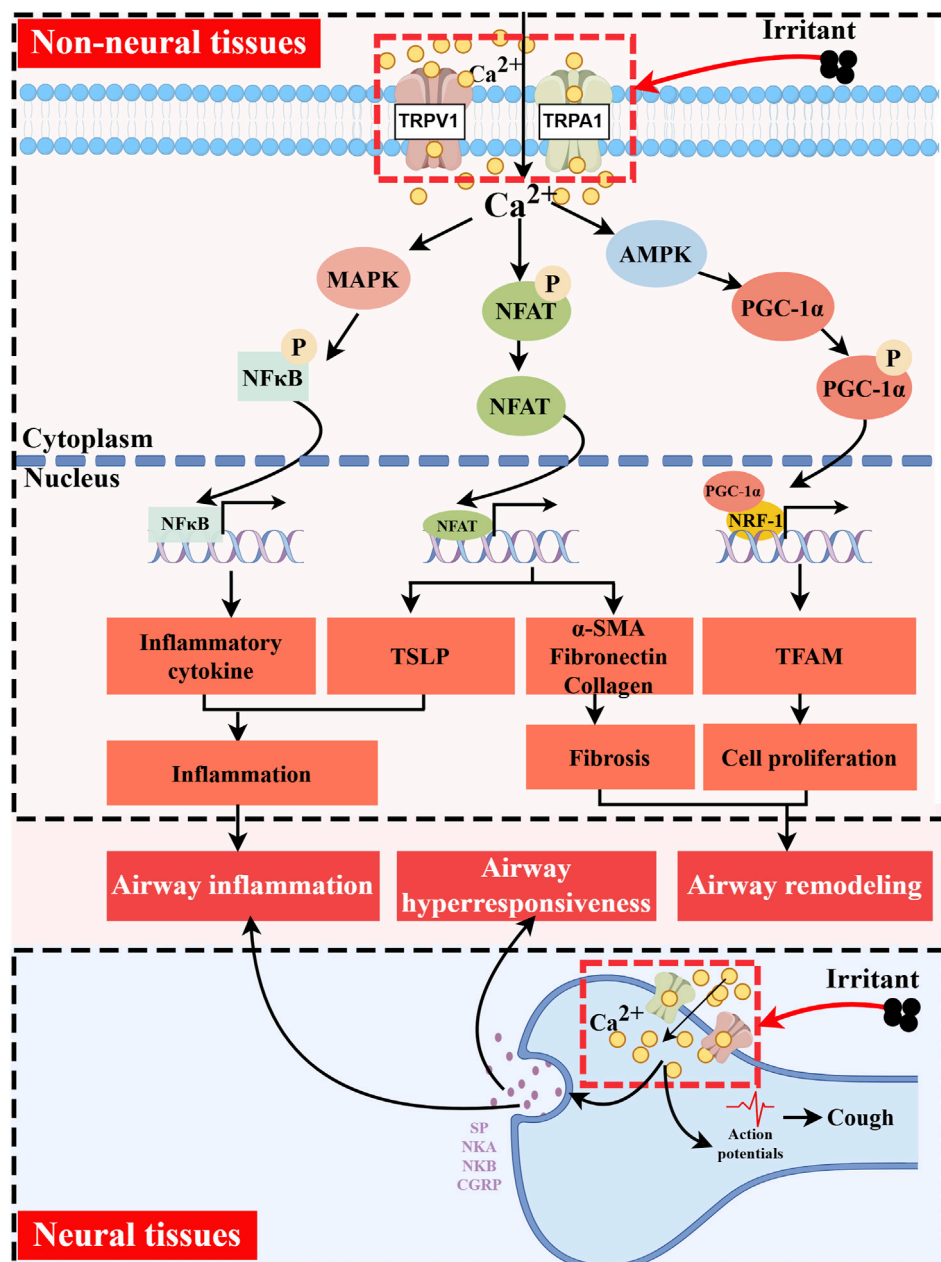 Non-neural tissues
Irritant
Ca2+
TRPV1
TRPA1
Ca2+
MAPK
AMPK
P
NFAT
PGC-1α
P
NFκB
NFAT
P
PGC-1α
Cytoplasm
Nucleus
NFκB
NFAT
PGC-1α
NRF-1
Inflammatory
cytokine
TSLP
α-SMA
Fibronectin
Collagen
TFAM
Inflammation
Fibrosis
Cell proliferation
Airway inflammation
Airway
hyperresponsiveness
Airway remodeling
Irritant
Ca2+
SP
NKA
NKB
CGRP
Action
potentials
Cough
Neural tissues